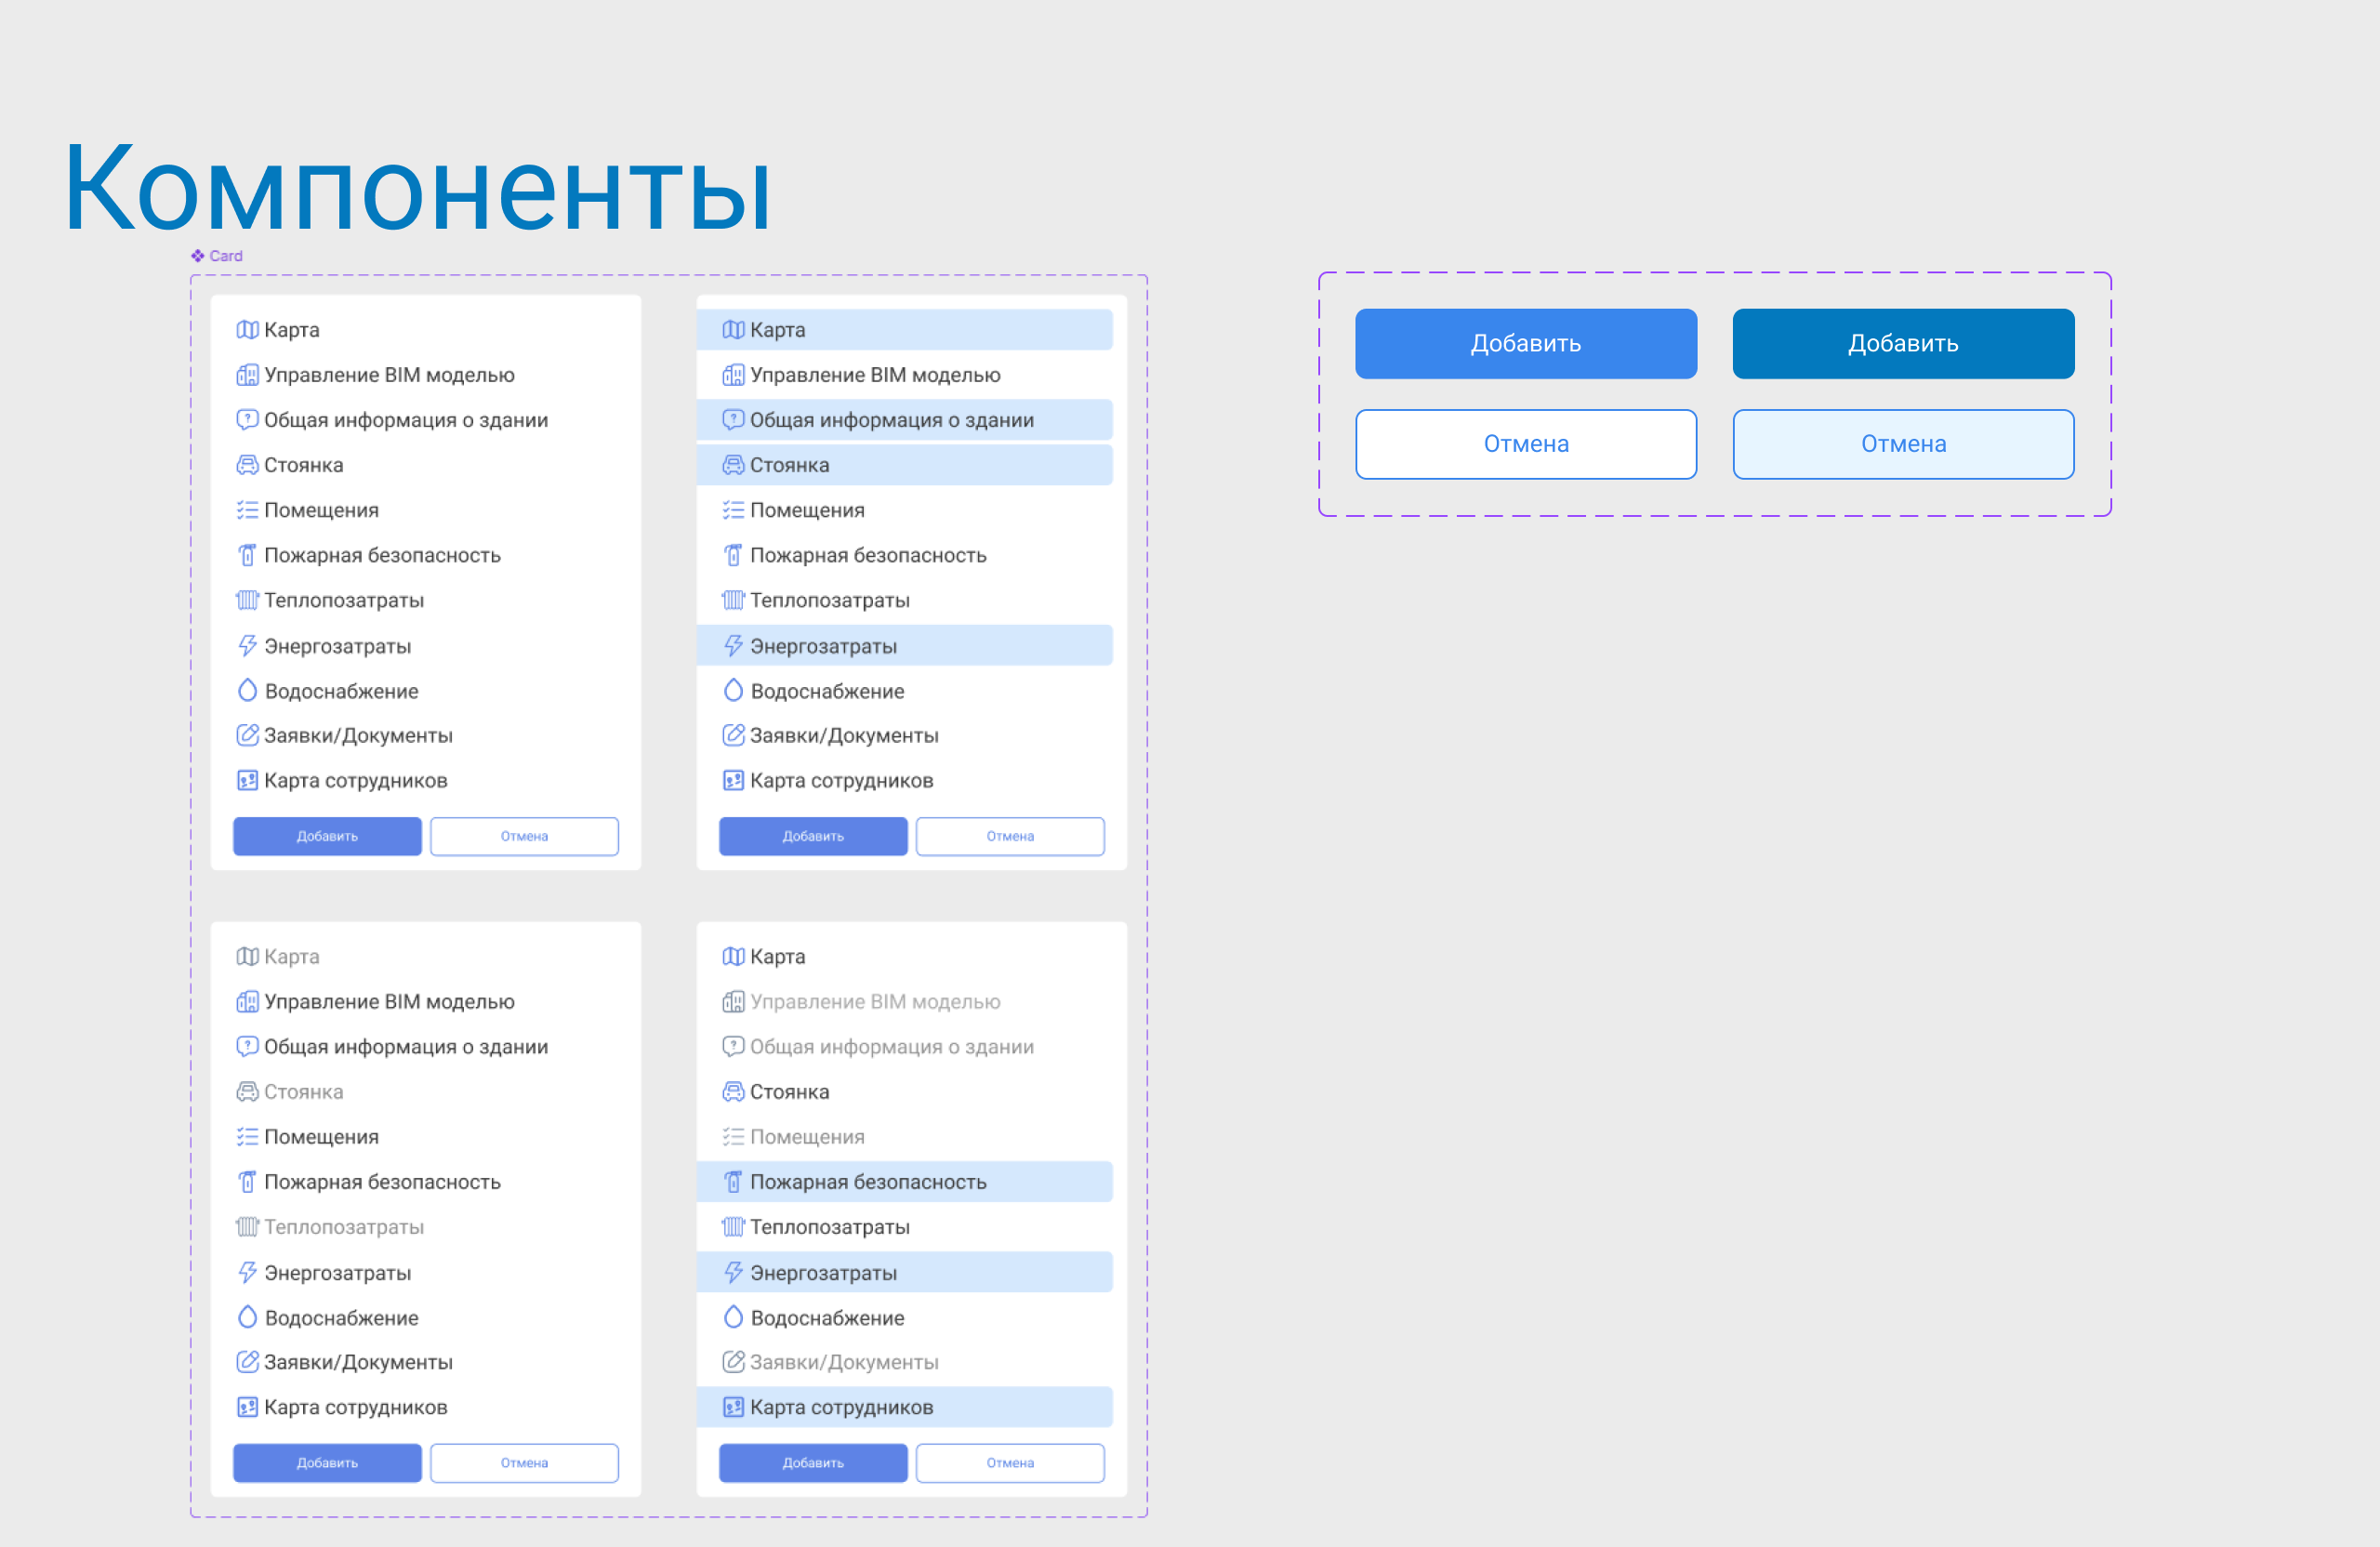 Компоненты
Card
Карта
Управление BIM моделью
Общая информация о здании
Стоянка
Помещения
Пожарная безопасность
Теплопозатраты
Энергозатраты
Водоснабжение
Заявки/Документы
Карта сотрудников
Добавить
Отмена
Карта
Управление BIM моделью
Общая информация о здании
Стоянка
Помещения
Пожарная безопасность
Теплопозатраты
Энергозатраты
Водоснабжение
Заявки/Документы
Карта сотрудников
Добавить
Отмена
Карта
Управление BIM моделью
Общая информация о здании
Стоянка
Помещения
Пожарная безопасность
Теплопозатраты
Энергозатраты
Водоснабжение
Заявки/Документы
Карта сотрудников
Добавить
Отмена
Карта
Управление BIM моделью
Общая информация о здании
Стоянка
Помещения
Пожарная безопасность
Теплопозатраты
Энергозатраты
Водоснабжение
Заявки/Документы
Карта сотрудников
Добавить
Отмена
Добавить
Добавить
Отмена
Отмена